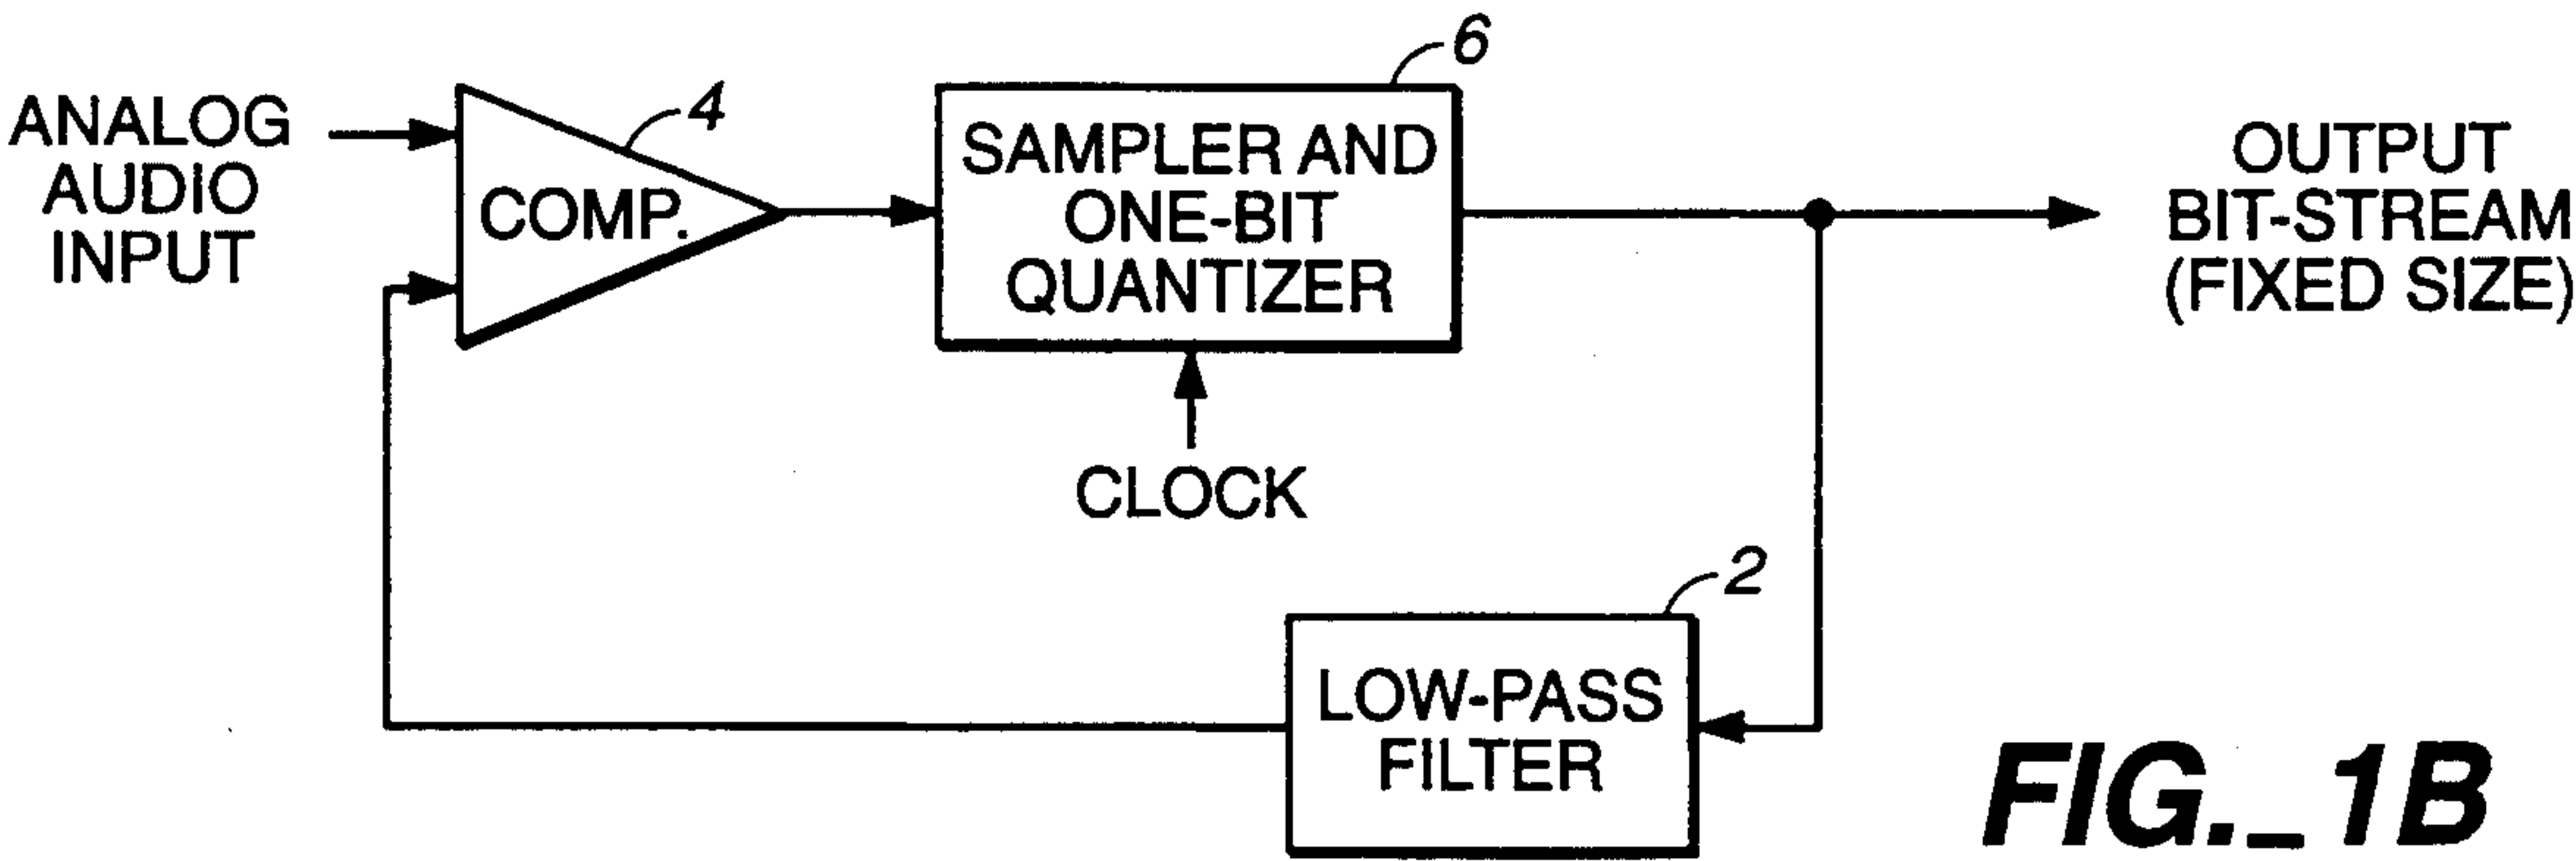 ANALOG
AUDIO
INPUT
4
COMP.
6
SAMPLER AND
ONE-BIT
QUANTIZER
CLOCK
OUTPUT
BIT-STREAM
(FIXED SIZE)
2
LOW-PASS
FILTER
FIG._1B